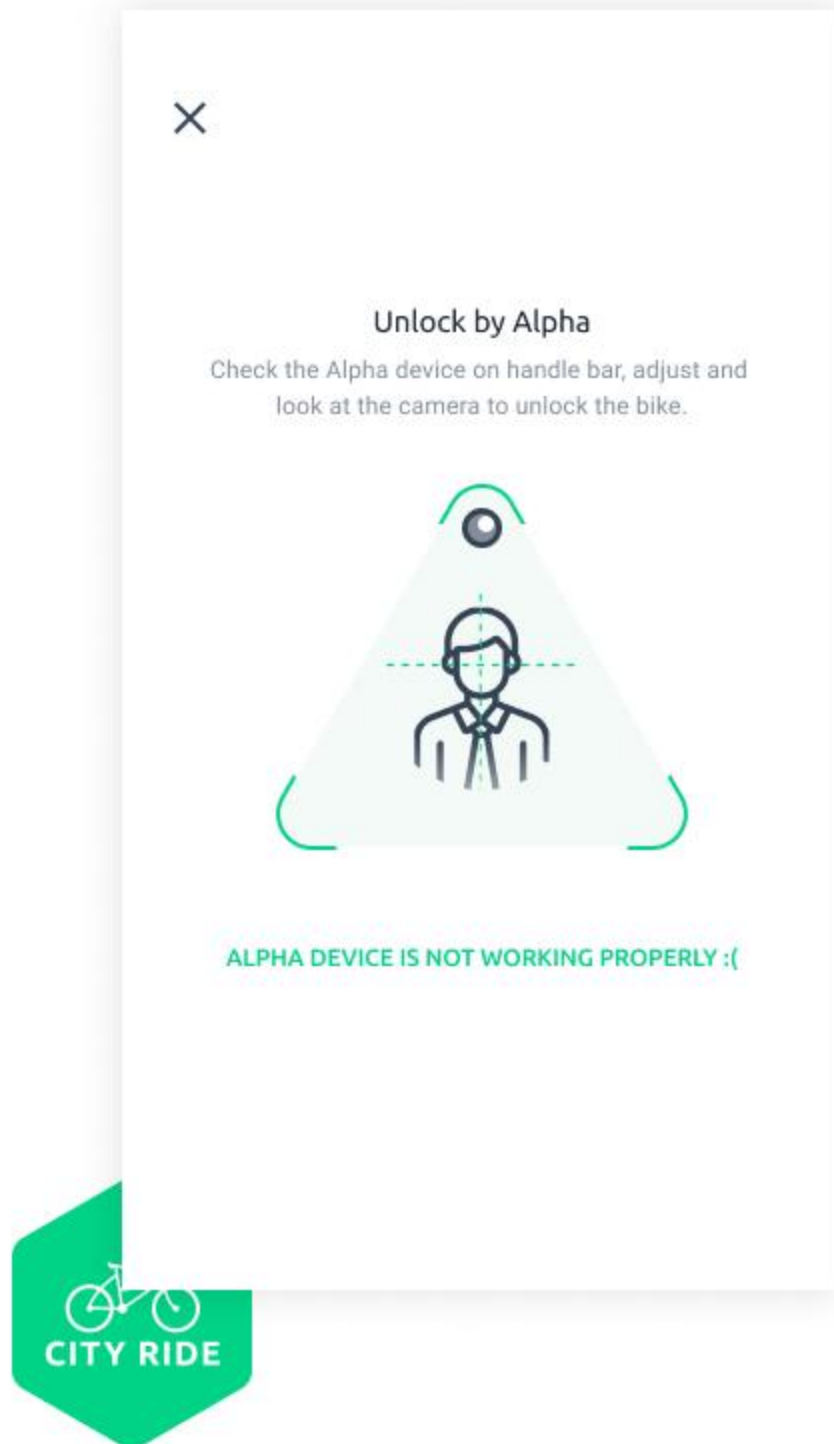 Unlock by Alpha
Check the Alpha device on handle bar, adjust and
look at the camera to unlock the bike.
ALPHA DEVICE IS NOT WORKING PROPERLY :(
CITY RIDE